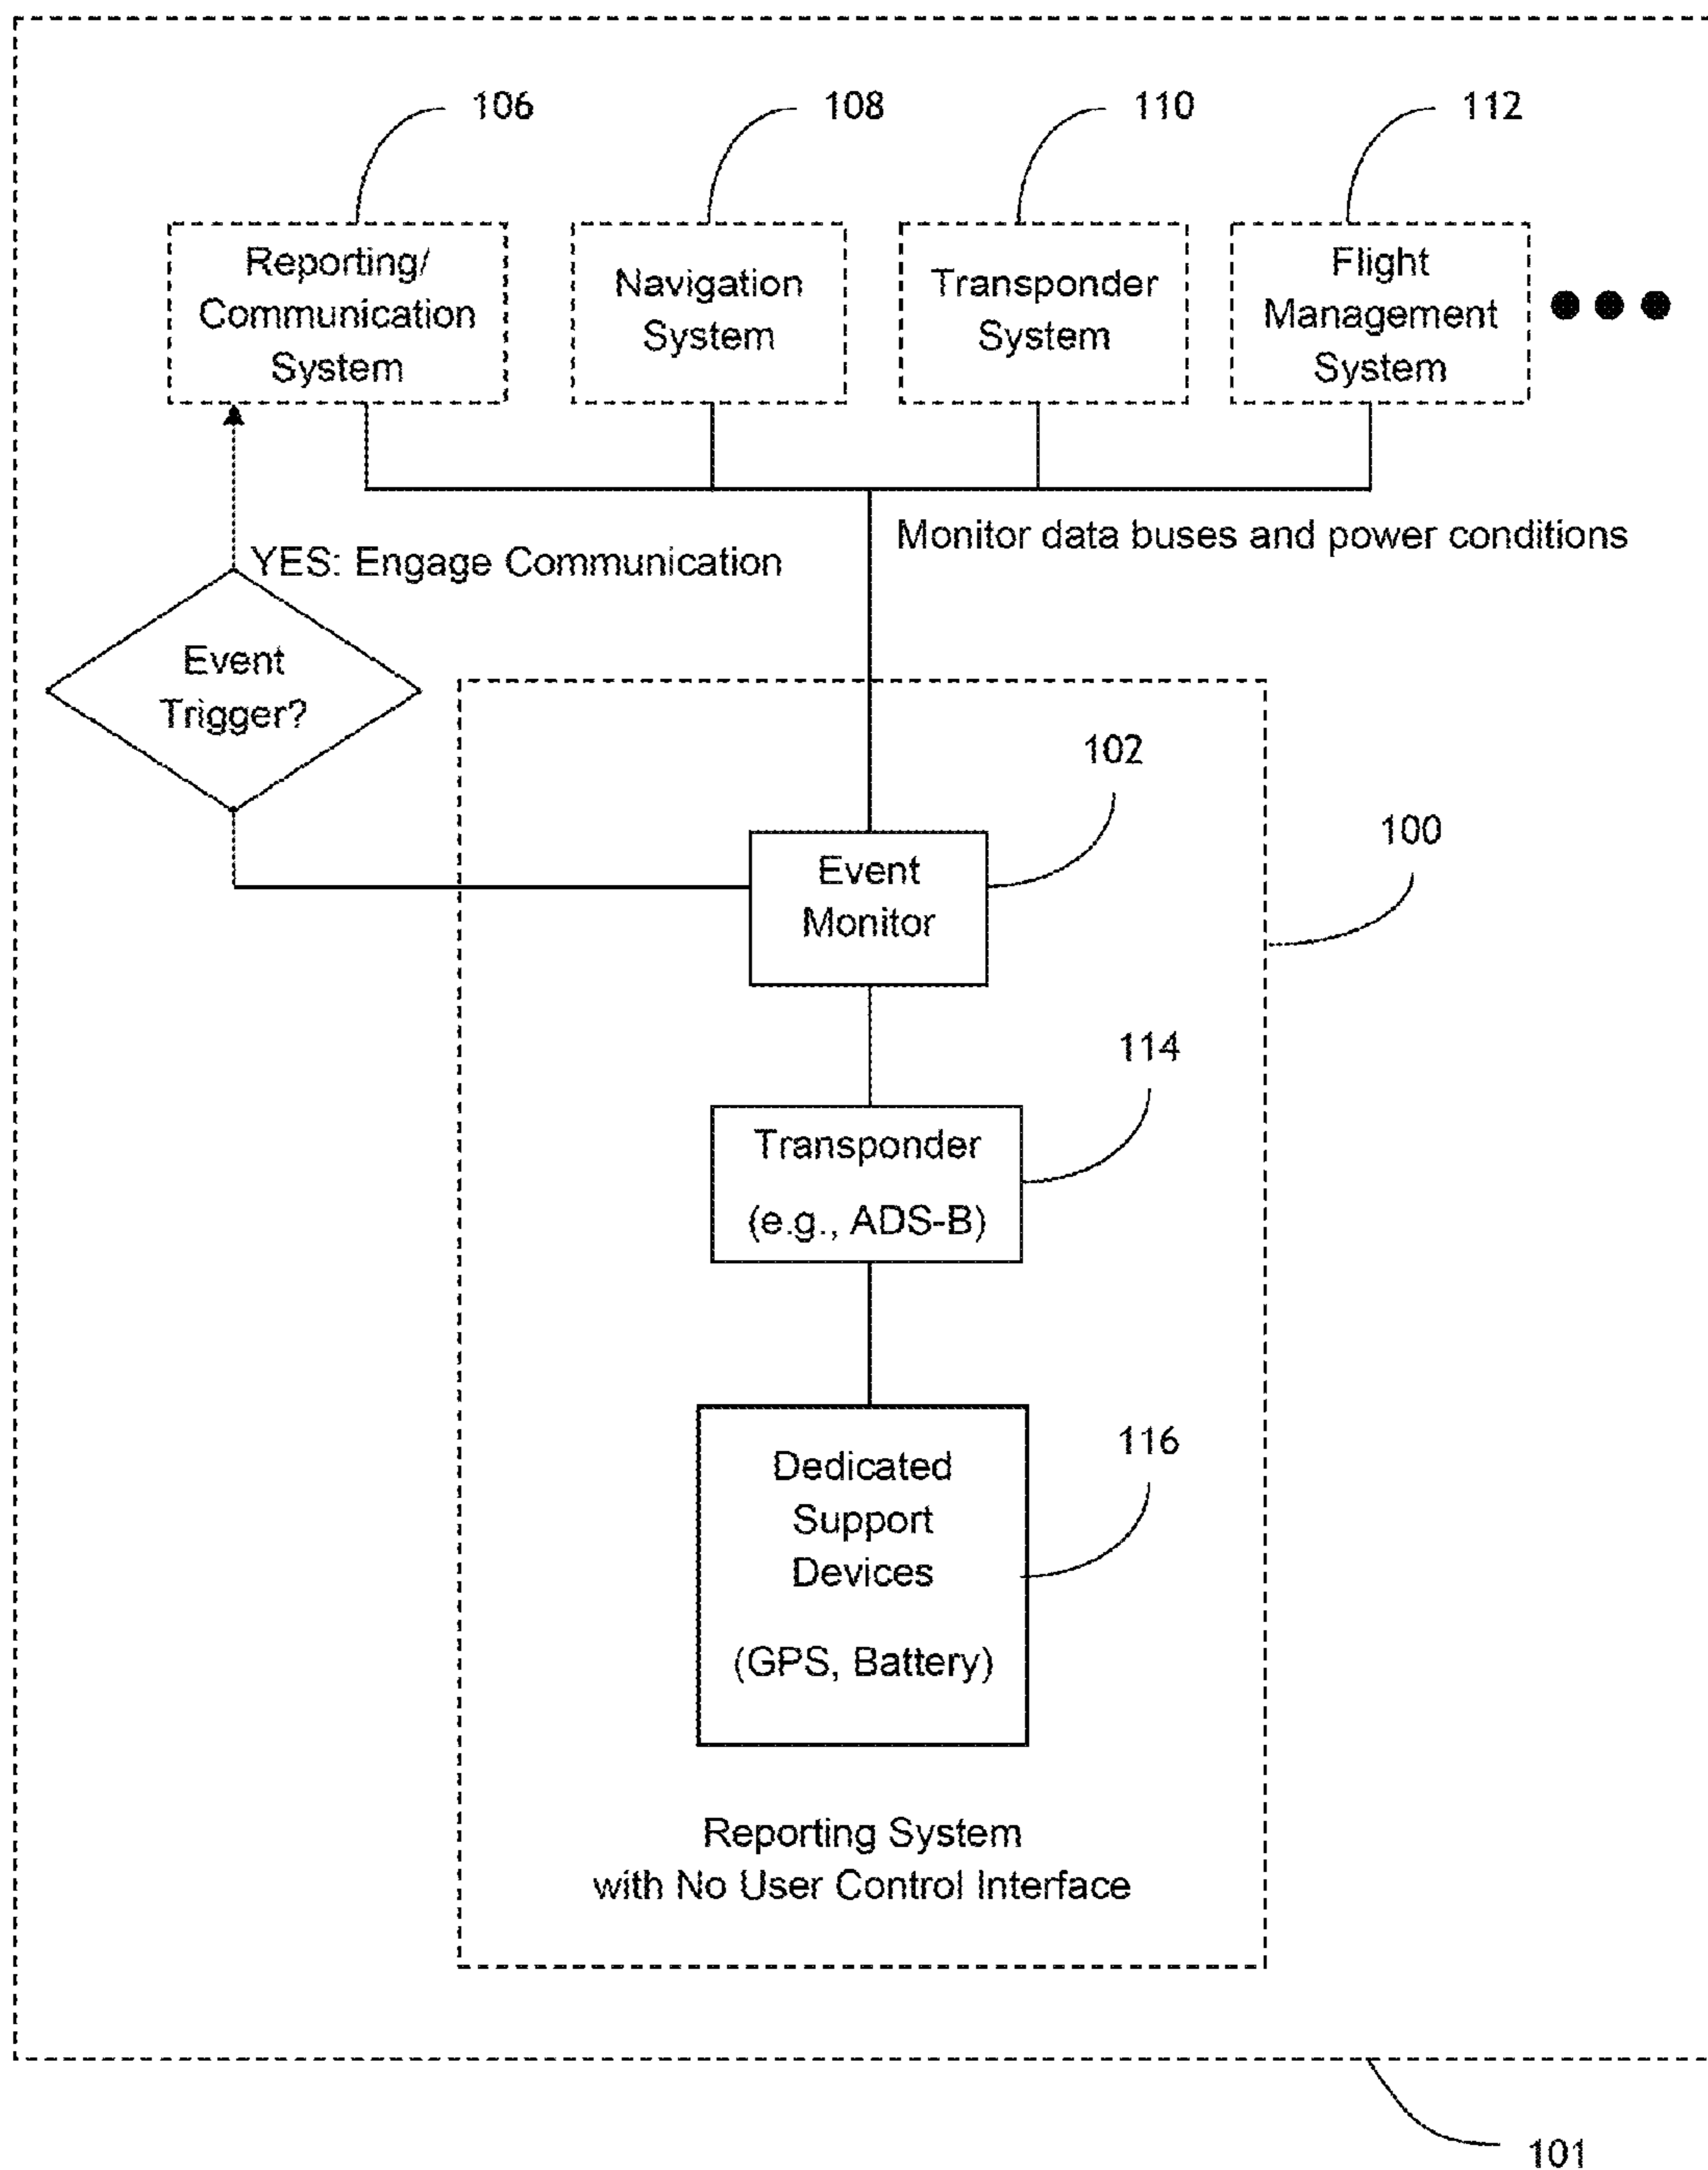 106
108
110
112
Reporting/
Communication
System
Navigation
System
Transponder
System
Flight
Management
System
Monitor data buses and power conditions
YES: Engage Communication
Event
Trigger?
102
100
Event
Monitor
114
Transponder
(e.g., ADS-B)
116
Dedicated
Support
Devices
(GPS, Battery)
Reporting System
with No User Control Interface
101